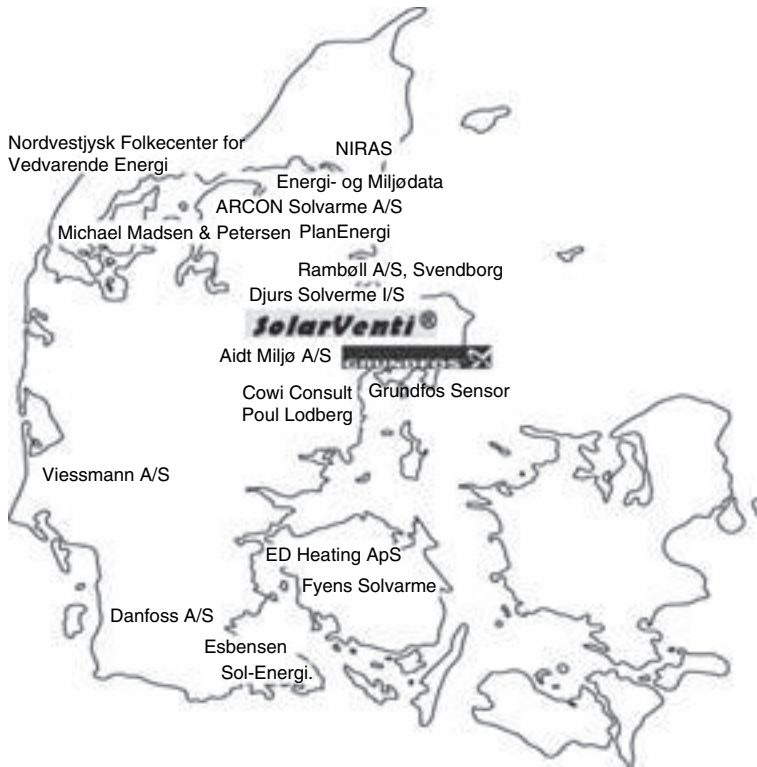 Nordvestjysk Folkecenter for
Vedvarende Energi
NIRAS
Energi- og Miljødata
ARCON Solvarme A/S
Michael Madsen & Petersen
PlanEnergi
Rambøll A/S, Svendborg
Djurs Solverme I/S
SolarVenti®
Aidt Miljø A/S
GRUNDFOS
Cowi Consult
Poul Lodberg
Grundfos Sensor
Viessmann A/S
ED Heating ApS
Fyens Solvarme
Danfoss A/S
Esbensen
Sol-Energi.